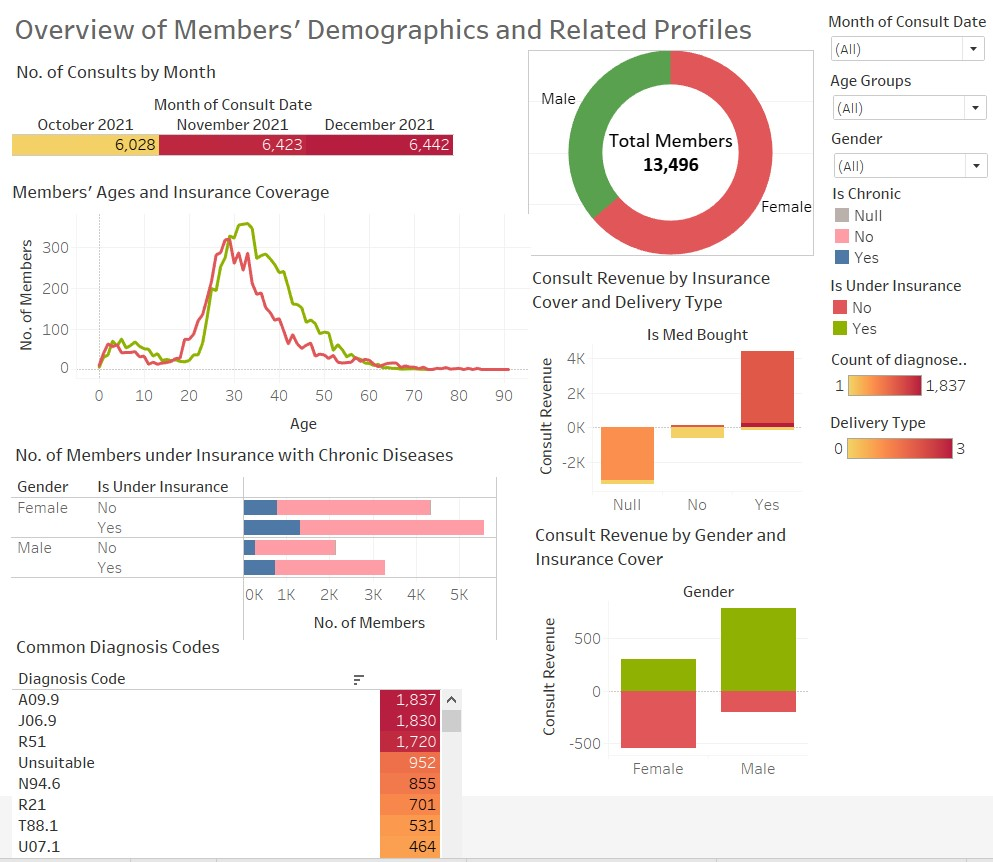 Overview of Members' Demographics and Related Profiles
No. of Consults by Month
Month of Consult Date
October 2021 November 2021 December 2021
6,028 6,423 6,442
Members' Ages and Insurance Coverage
No. of Members
300
200
100
0
0 10 20 30 40 50 60 70 80 90
Age
No. of Members under Insurance with Chronic Diseases
Gender Is Under Insurance
Female No
Yes
Male No
Yes
0K 1K 2K 3K 4K 5K
No. of Members
Common Diagnosis Codes
Diagnosis Code
A09.9 1,837
J06.9 1,830
R51 1,720
Unsuitable 952
N94.6 855
R21 701
T88.1 531
U07.1 464
Male
Total Members
13,496
Female
Consult Revenue by Insurance
Cover and Delivery Type
Is Med Bought
Consult Revenue
4K
2K
0K
-2K
Null No Yes
Consult Revenue by Gender and
Insurance Cover
Gender
Consult Revenue
500
0
-500
Female Male
Month of Consult Date
(All)
Age Groups
(All)
Gender
(All)
Is Chronic
Null
No
Yes
Is Under Insurance
No
Yes
Count of diagnose..
1 1,837
Delivery Type
0 3